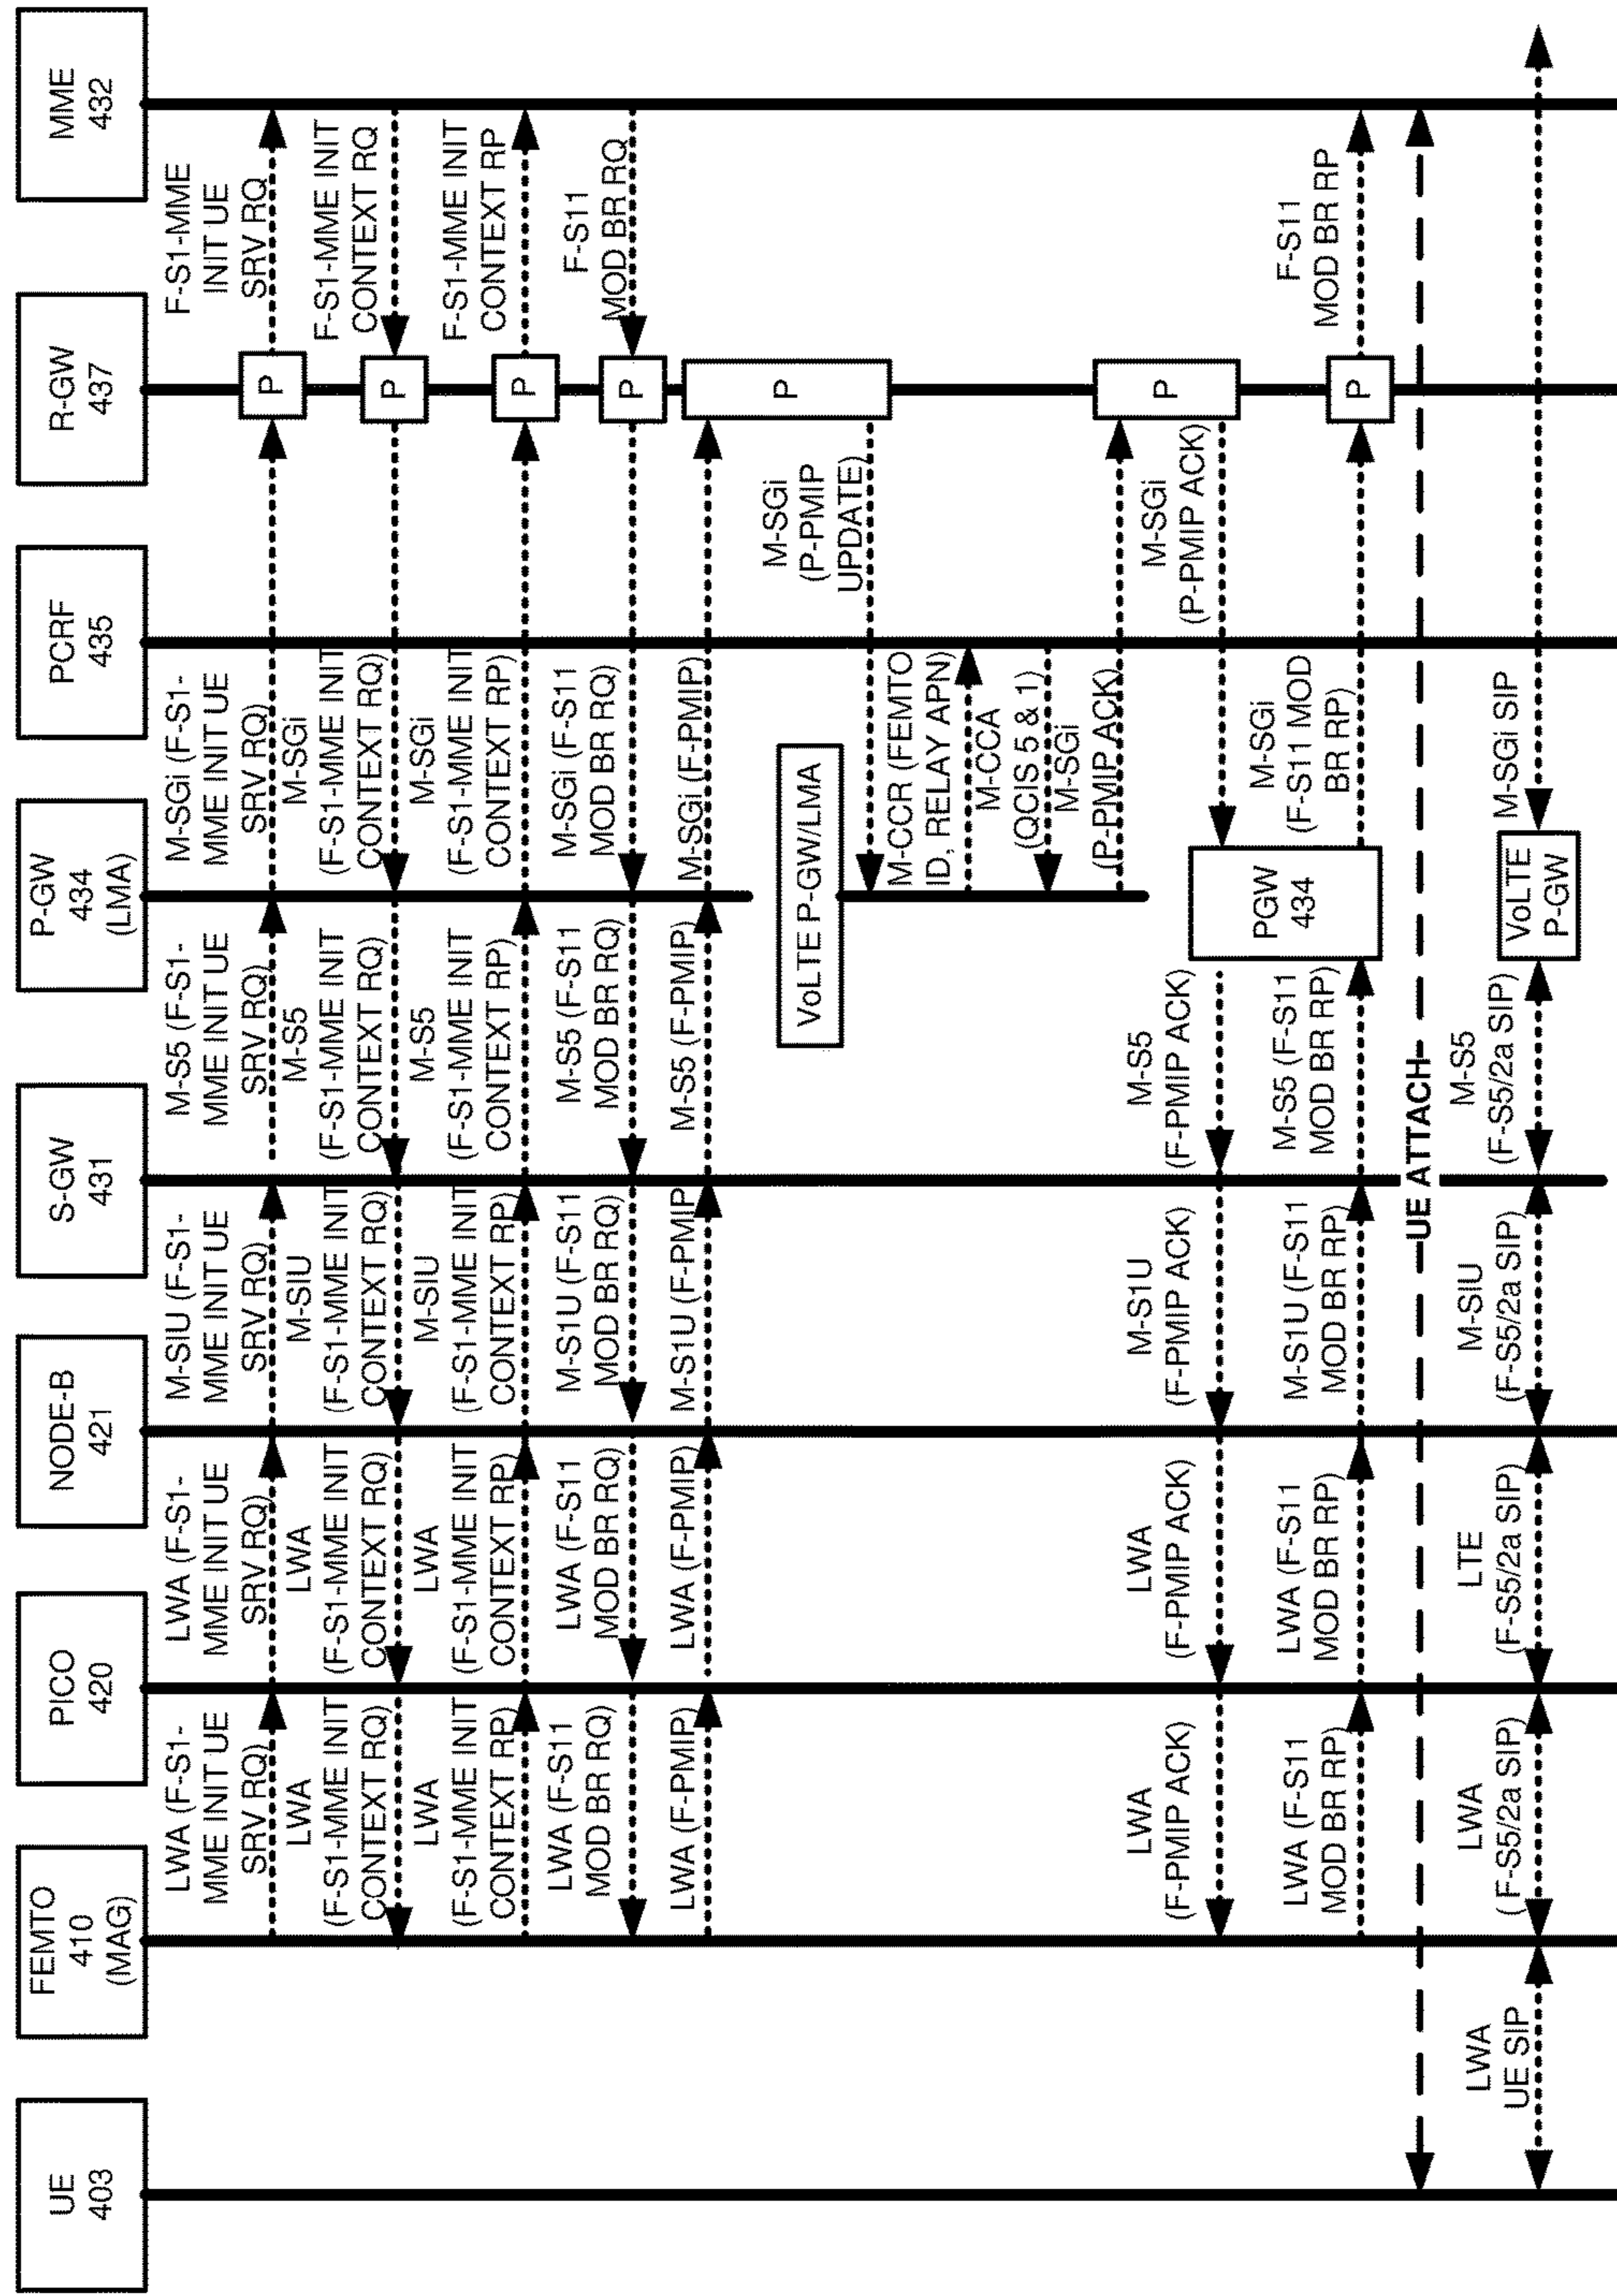 UE
403
FEMTO
410
(MAG)
PICO
420
NODE-B
421
S-GW
431
P-GW
434
(LMA)
PCRF
435
R-GW
437
MME
432
LWA (F-S1-
MME INIT UE
SRV RQ)
LWA (F-S1-
MME INIT UE
SRV RQ)
M-SIU (F-S1-
MME INIT UE
SRV RQ)
M-S5 (F-S1-
MME INIT UE
SRV RQ)
M-SGi (F-S1-
MME INIT UE
SRV RQ)
P
F-S1-MME
INIT UE
SRV RQ
LWA
(F-S1-MME INIT
CONTEXT RQ)
LWA
(F-S1-MME INIT
CONTEXT RQ)
M-SIU
(F-S1-MME INIT
CONTEXT RQ)
M-S5
(F-S1-MME INIT
CONTEXT RQ)
M-SGi
(F-S1-MME INIT
CONTEXT RQ)
P
F-S1-MME INIT
CONTEXT RQ
LWA
(F-S1-MME INIT
CONTEXT RP)
LWA
(F-S1-MME INIT
CONTEXT RP)
M-SIU
(F-S1-MME INIT
CONTEXT RP)
M-S5
(F-S1-MME INIT
CONTEXT RP)
M-SGi
(F-S1-MME INIT
CONTEXT RP)
P
F-S1-MME INIT
CONTEXT RP
LWA (F-S11
MOD BR RQ)
LWA (F-S11
MOD BR RQ)
M-S1U (F-S11
MOD BR RQ)
M-S5 (F-S11
MOD BR RQ)
M-SGi (F-S11
MOD BR RQ)
P
F-S11
MOD BR RQ
LWA (F-PMIP)
LWA (F-PMIP)
M-S1U (F-PMIP)
M-S5 (F-PMIP)
M-SGi (F-PMIP)
P
VoLTE P-GW/LMA
M-SGi
(P-PMIP
UPDATE)
M-CCR (FEMTO
ID, RELAY APN)
M-CCA
(QCIS 5 & 1)
M-SGi
(P-PMIP ACK)
P
LWA
(F-PMIP ACK)
LWA
(F-PMIP ACK)
M-S1U
(F-PMIP ACK)
M-S5
(F-PMIP ACK)
PGW
434
M-SGi
(P-PMIP ACK)
LWA (F-S11
MOD BR RP)
LWA (F-S11
MOD BR RP)
M-S1U (F-S11
MOD BR RP)
M-S5 (F-S11
MOD BR RP)
M-SGi
(F-S11 MOD
BR RP)
P
F-S11
MOD BR RP
UE ATTACH
LWA
UE SIP
LWA
( F-S5/2a SIP)
LTE
(F-S5/2a SIP)
M-SIU
(F-S5/2a SIP)
M-S5
(F-S5/2a SIP)
VoLTE
P-GW
M-SGi SIP